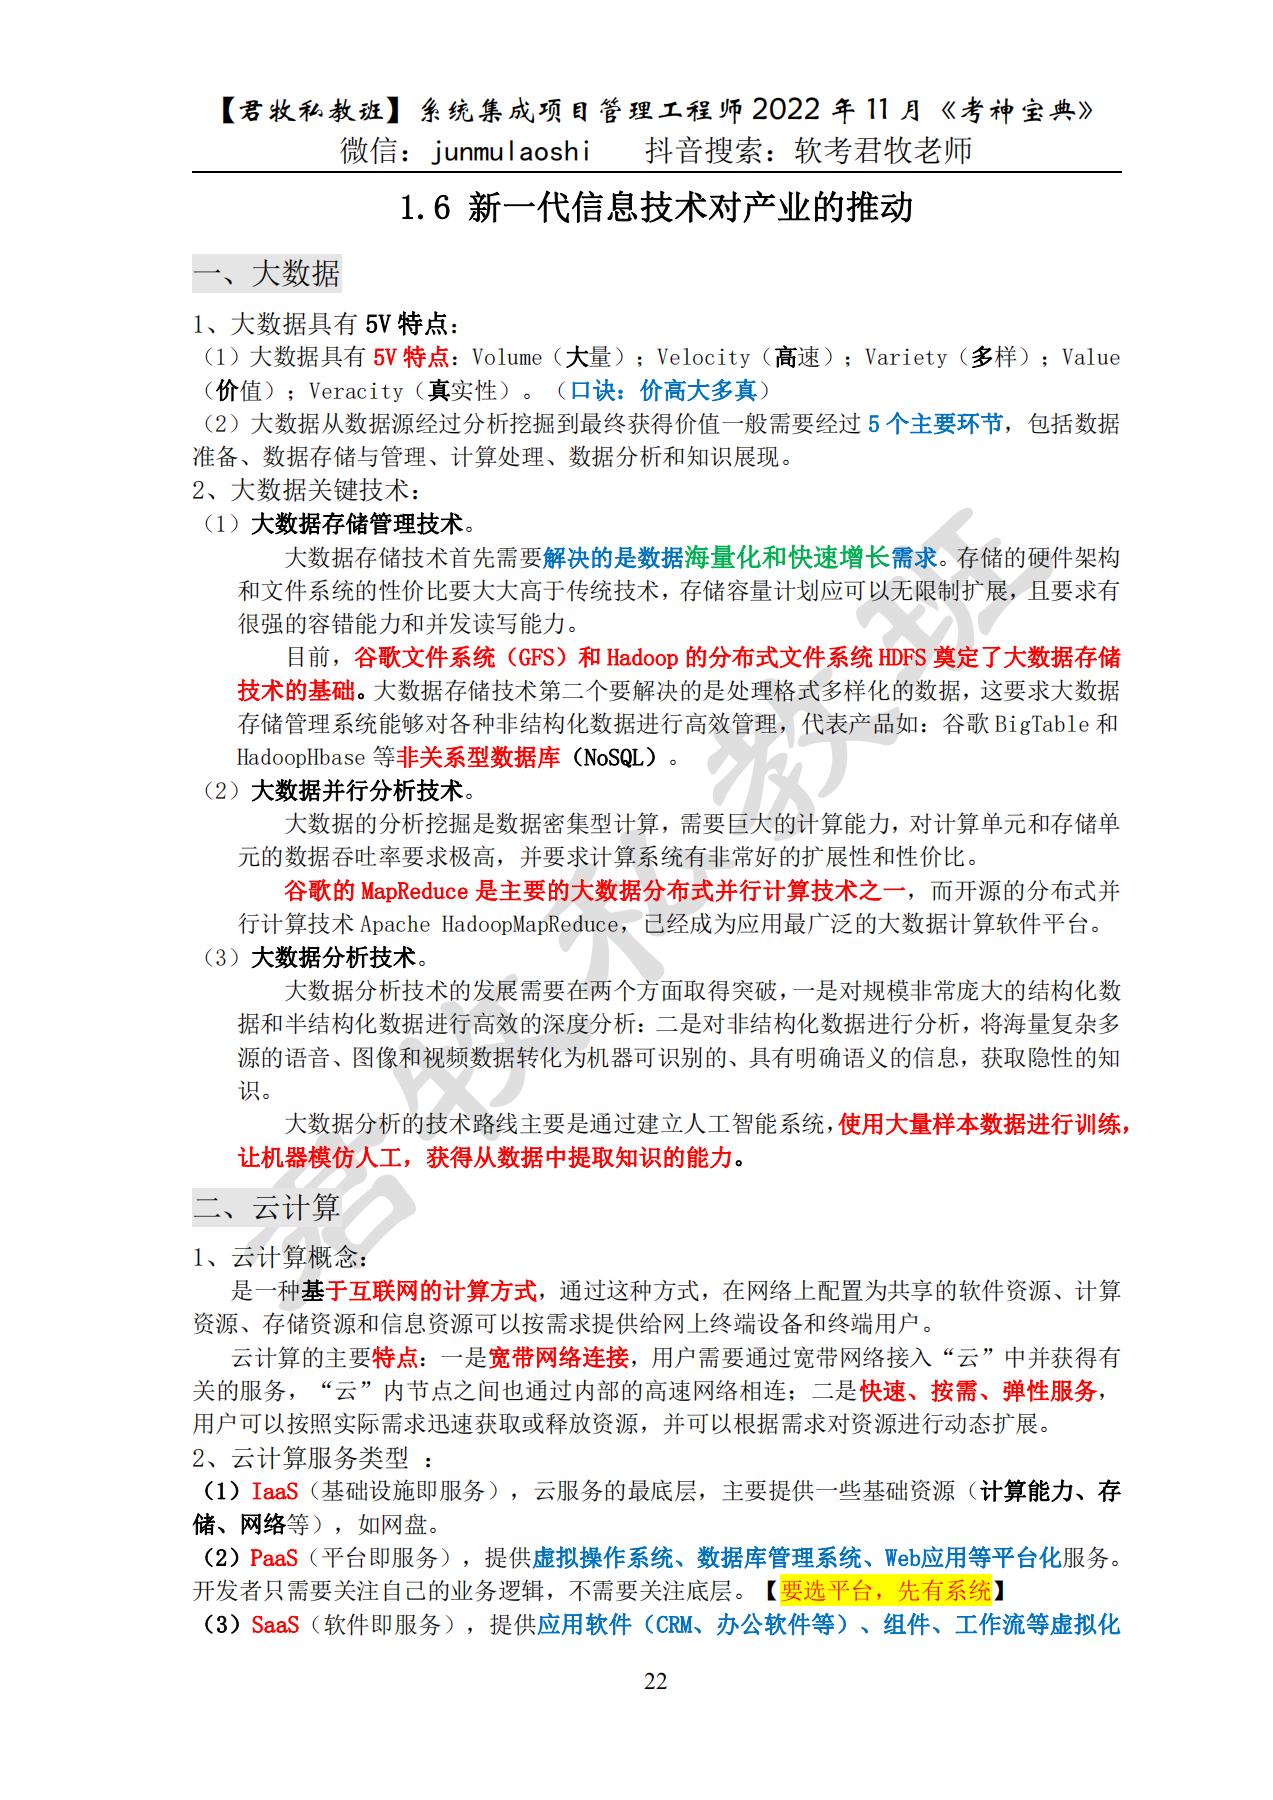 【君牧私教班】系统集成项目管理工程师 2022 年 11 月《考神宝典》
微信：junmulaoshi 抖音搜索：软考君牧老师
1.6 新一代信息技术对产业的推动
一、大数据
1、大数据具有 5V 特点：
（1）大数据具有 5V 特点：Volume（大量）；Velocity（高速）；Variety（多样）；Value
（价值）；Veracity（真实性）。（口诀：价高大多真）
（2）大数据从数据源经过分析挖掘到最终获得价值一般需要经过 5 个主要环节，包括数据
准备、数据存储与管理、计算处理、数据分析和知识展现。
2、大数据关键技术：
（1）大数据存储管理技术。
大数据存储技术首先需要解决的是数据海量化和快速增长需求。存储的硬件架构
和文件系统的性价比要大大高于传统技术，存储容量计划应可以无限制扩展，且要求有
很强的容错能力和并发读写能力。
目前，谷歌文件系统（GFS）和 Hadoop 的分布式文件系统 HDFS 奠定了大数据存储
技术的基础。大数据存储技术第二个要解决的是处理格式多样化的数据，这要求大数据
存储管理系统能够对各种非结构化数据进行高效管理，代表产品如：谷歌 BigTable 和
HadoopHbase 等非关系型数据库（NoSQL）。
（2）大数据并行分析技术。
大数据的分析挖掘是数据密集型计算，需要巨大的计算能力，对计算单元和存储单
元的数据吞吐率要求极高，并要求计算系统有非常好的扩展性和性价比。
谷歌的 MapReduce 是主要的大数据分布式并行计算技术之一，而开源的分布式并
行计算技术 Apache HadoopMapReduce，已经成为应用最广泛的大数据计算软件平台。
（3）大数据分析技术。
大数据分析技术的发展需要在两个方面取得突破，一是对规模非常庞大的结构化数
据和半结构化数据进行高效的深度分析：二是对非结构化数据进行分析，将海量复杂多
源的语音、图像和视频数据转化为机器可识别的、具有明确语义的信息，获取隐性的知
识。
大数据分析的技术路线主要是通过建立人工智能系统，使用大量样本数据进行训练，
让机器模仿人工，获得从数据中提取知识的能力。
二、云计算
1、云计算概念：
是一种基于互联网的计算方式，通过这种方式，在网络上配置为共享的软件资源、计算
资源、存储资源和信息资源可以按需求提供给网上终端设备和终端用户。
云计算的主要特点：一是宽带网络连接，用户需要通过宽带网络接入“云”中并获得有
关的服务，“云”内节点之间也通过内部的高速网络相连；二是快速、按需、弹性服务，
用户可以按照实际需求迅速获取或释放资源，并可以根据需求对资源进行动态扩展。
2、云计算服务类型 ：
（1）IaaS（基础设施即服务），云服务的最底层，主要提供一些基础资源（计算能力、存
储、网络等），如网盘。
（2）PaaS（平台即服务），提供虚拟操作系统、数据库管理系统、Web应用等平台化服务。
开发者只需要关注自己的业务逻辑，不需要关注底层。【要选平台，先有系统】
（3）SaaS（软件即服务），提供应用软件（CRM、办公软件等）、组件、工作流等虚拟化
22
君牧私教班